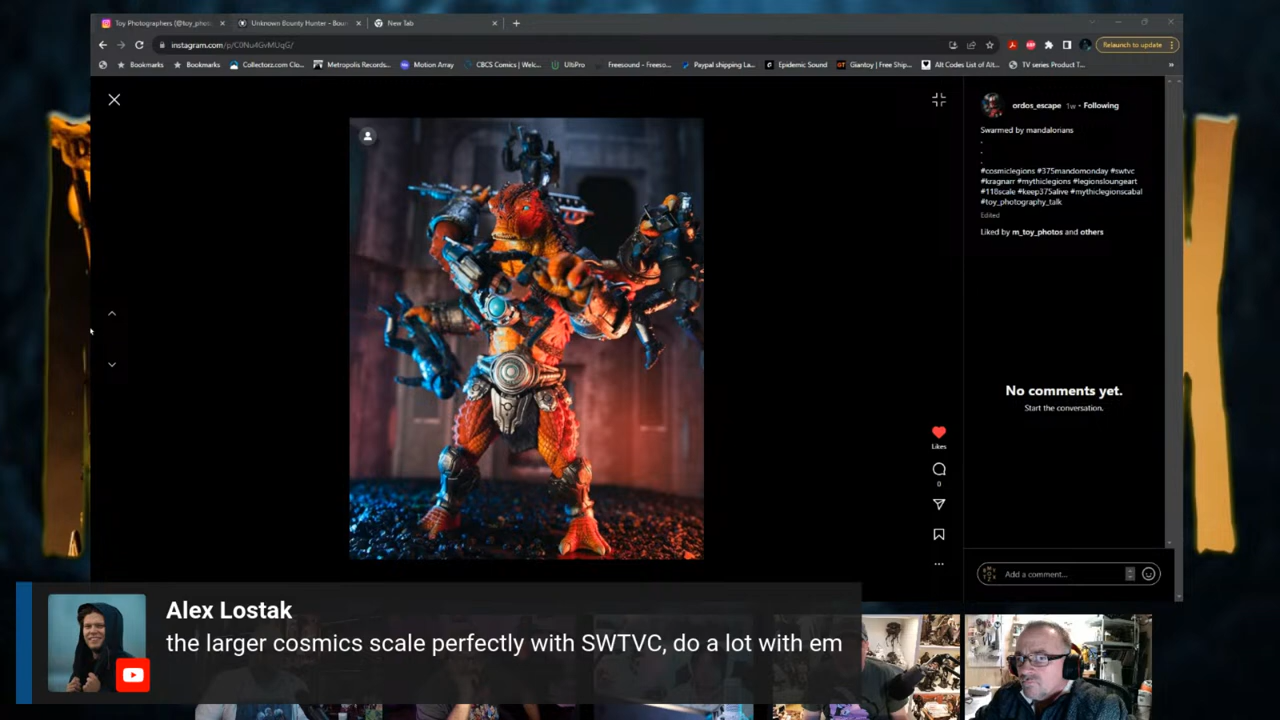 Toy Photographers (@toy_phot
Unknown Bounty Hunter - Bou
New Tab
instagram.com/p/C0Nu4GvMUqG/
Relaunch to update
Bookmarks
Bookmarks
Collectorz.com Clo...
Metropolis Records...
Motion Array
CBCS Comics | Welc...
UltiPro
Freesound - Freeso...
Paypal shipping La...
Epidemic Sound
Giantoy | Free Ship...
Alt Codes List of Alt...
TV series Product T...
ordos_escape 1w • Following
Swarmed by mandalorians
.
.
.
#cosmiclegions #375mandomonday #swtvc
#kragnarr #mythiclegions #legionsloungeart
#118scale #keep375alive #mythiclegionscabal
#toy_photography_talk
Edited
Liked by m_toy_photos and others
No comments yet.
Start the conversation.
Likes
0
Add a comment...
Alex Lostak
the larger cosmics scale perfectly with SWTVC, do a lot with em